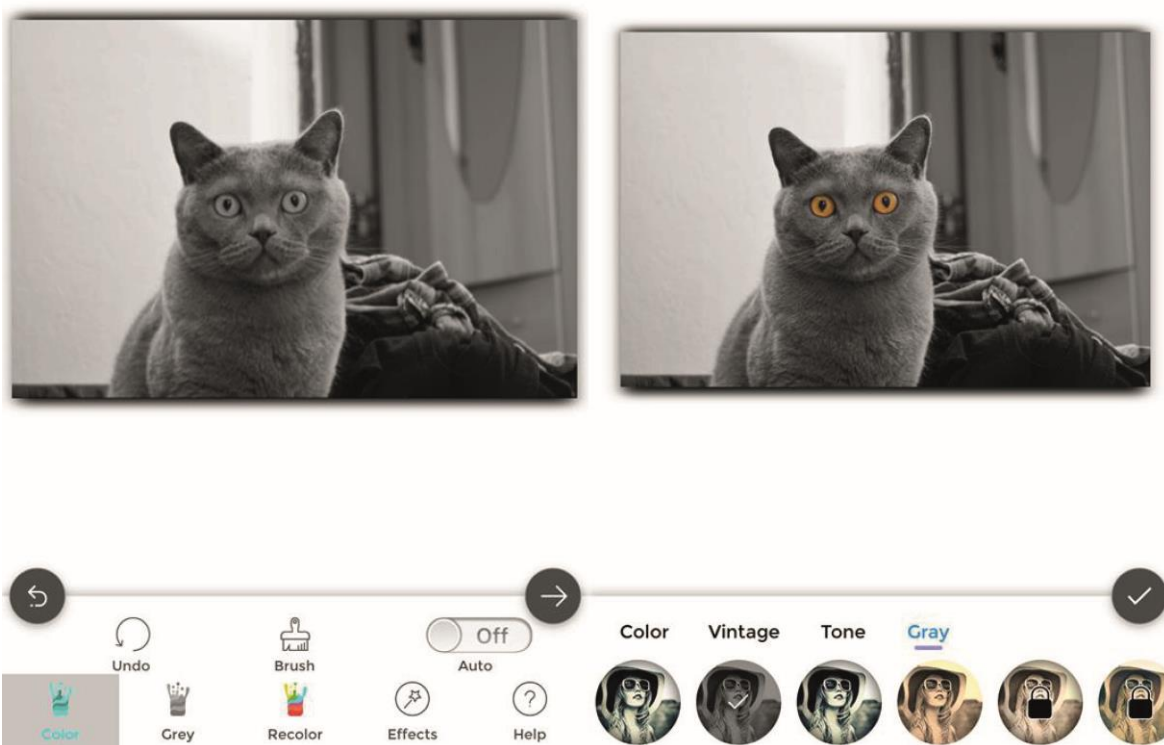 Undo
Brush
Off
Auto
Color
Grey
Recolor
Effects
?
Help
Color
Vintage
Tone
Gray